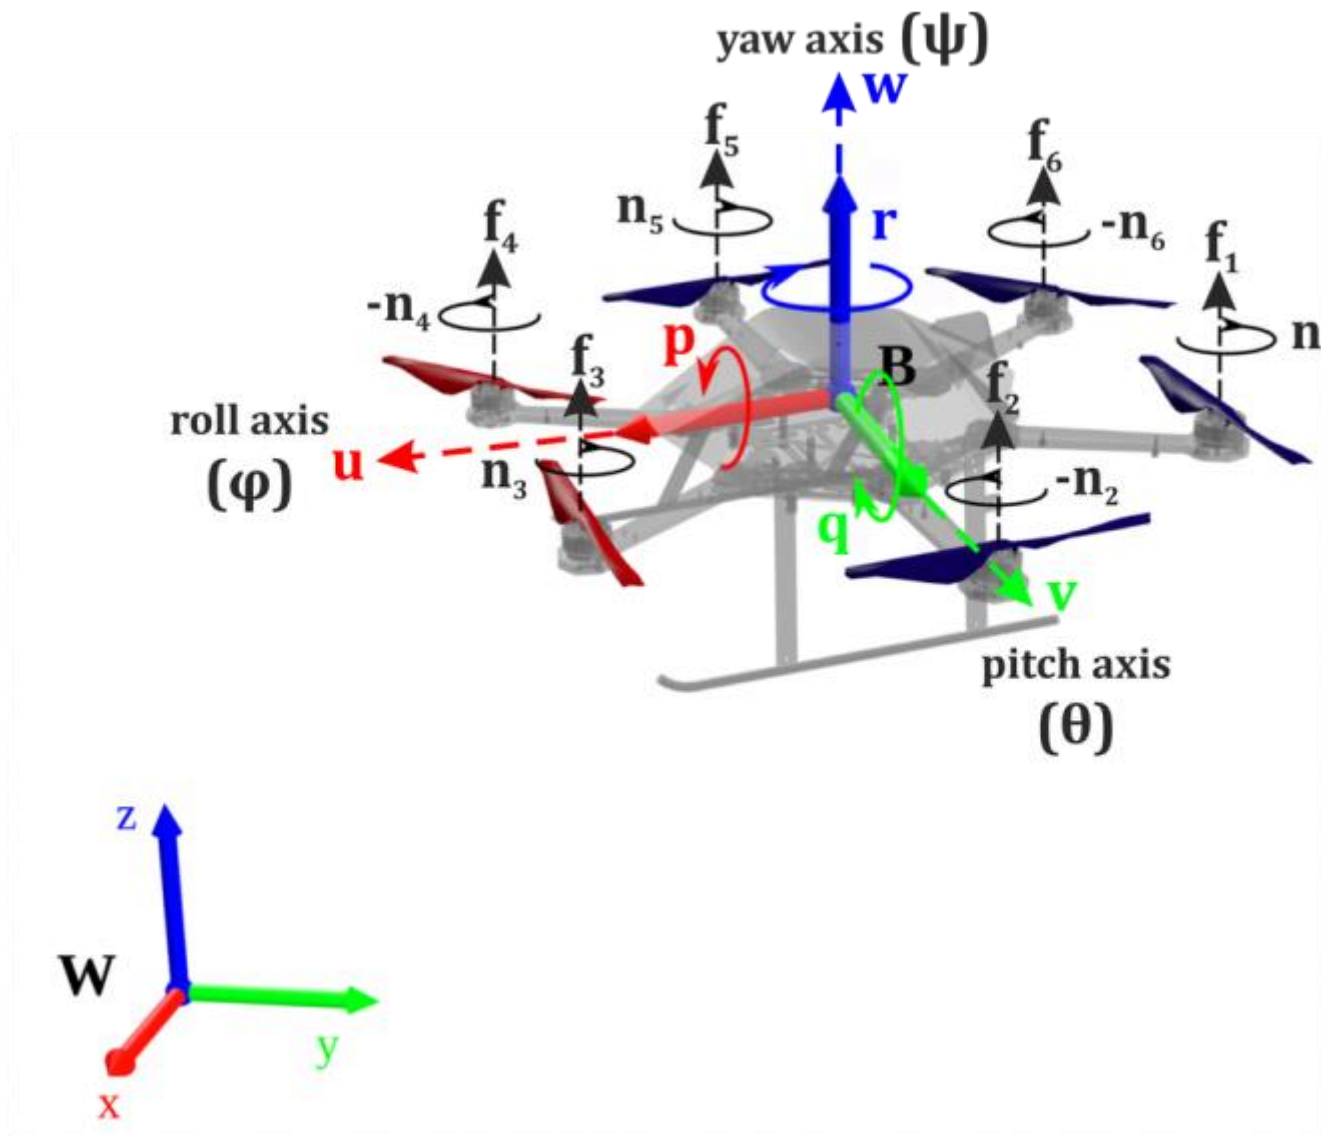 yaw axis (ψ)
w
f₅
f₆
n₅
r
-n₆
f₄
f₁
-n₄
p
f₃
B
n
f₂
roll axis
(φ)
u
n₃
-n₂
q
v
pitch axis
(θ)
z
W
y
x